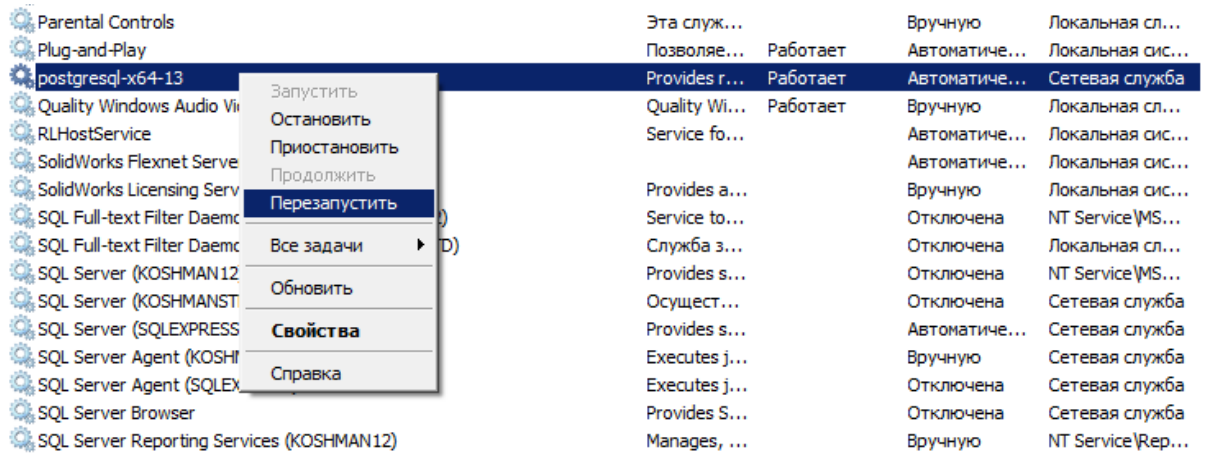 Parental Controls Эта служ... Вручную Локальная сл...
Plug-and-Play Позволяе... Работает Автоматиче... Локальная сис...
postgresql-x64-13 Provides r... Работает Автоматиче... Сетевая служба
Запустить
Quality Windows Audio Vi Quality Wi... Работает Вручную Локальная сл...
Остановить
RLHostService Service fo... Автоматиче... Локальная сис...
Приостановить
SolidWorks Flexnet Serve Автоматиче... Локальная сис...
Продолжить
SolidWorks Licensing Serv Provides a... Вручную Локальная сис...
Перезапустить
SQL Full-text Filter Daemo 2) Service to... Отключена NT Service\MS...
Все задачи
SQL Full-text Filter Daemo TD) Служба з... Отключена Локальная сл...
SQL Server (KOSHMAN12 Provides s... Отключена NT Service\MS...
Обновить
SQL Server (KOSHMANST Осущест... Отключена Сетевая служба
SQL Server (SQLEXPRESS Provides s... Автоматиче... Сетевая служба
Свойства
SQL Server Agent (KOSHM Executes j... Вручную Сетевая служба
Справка
SQL Server Agent (SQLEX Executes j... Отключена Сетевая служба
SQL Server Browser Provides S... Отключена Сетевая служба
SQL Server Reporting Services (KOSHMAN12) Manages, ... Вручную NT Service\Rep...